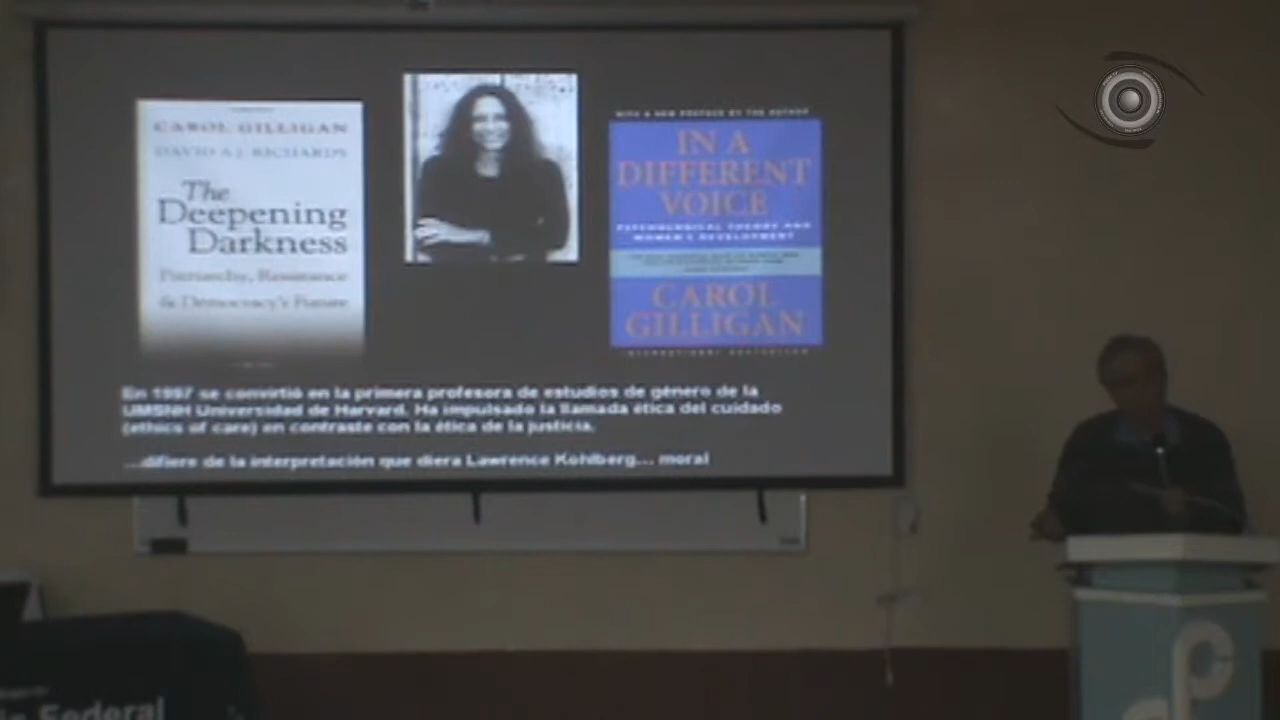 CAROL GILLIGAN
DAVID A.J. RICHARDS
The
Deepening
Darkness
Patriarchy, Resistance
& Democracy's Future
WITH A NEW PREFACE BY THE AUTHOR
IN A
DIFFERENT
VOICE
PSYCHOLOGICAL THEORY AND
WOMEN'S DEVELOPMENT
CAROL
GILLIGAN
INTERNATIONAL BESTSELLER
En 1997 se convirtió en la primera profesora de estudios de género de la
UMSNH Universidad de Harvard. Ha impulsado la llamada ética del cuidado
(ethics of care) en contraste con la ética de la justicia.
...difiere de la interpretación que diera Lawrence Kohlberg... moral
Federal